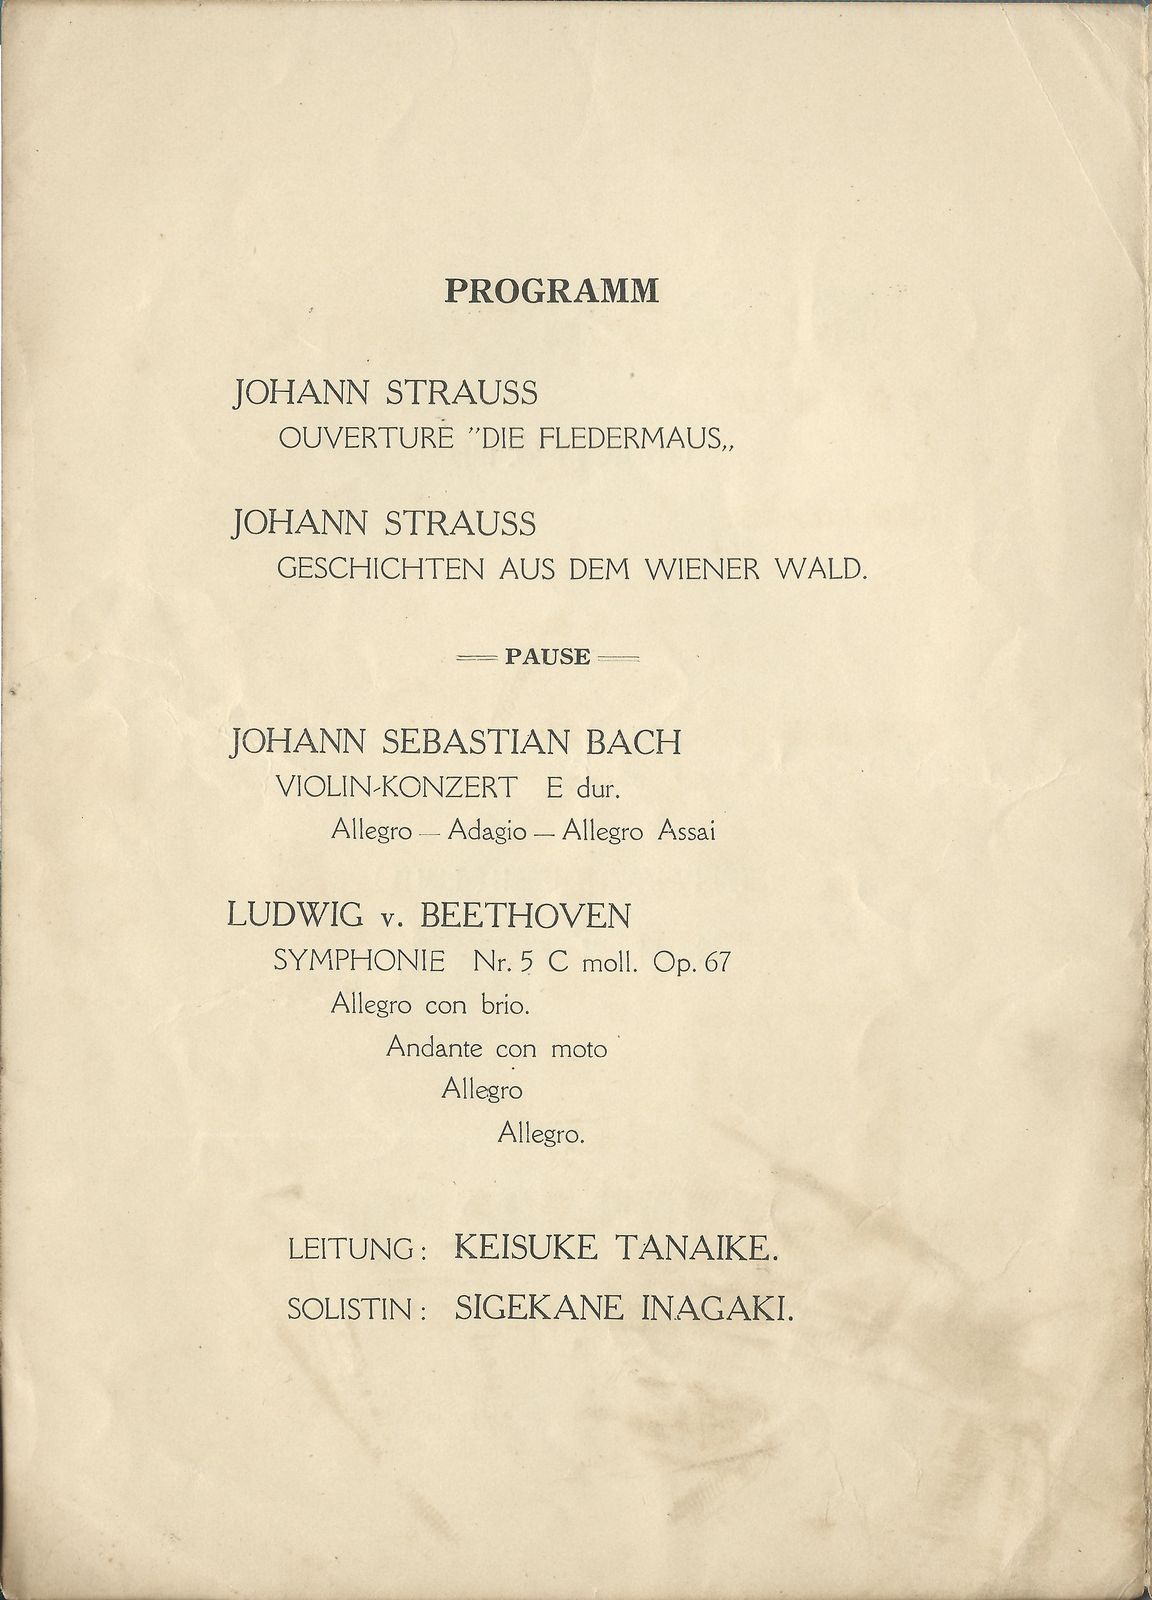 PROGRAMM
JOHANN STRAUSS
OUVERTURE "DIE FLEDERMAUS„
JOHANN STRAUSS
GESCHICHTEN AUS DEM WIENER WALD.
PAUSE
JOHANN SEBASTIAN BACH
VIOLIN-KONZERT E dur.
Allegro — Adagio — Allegro Assai
LUDWIG v. BEETHOVEN
SYMPHONIE Nr. 5 C moll. Op. 67
Allegro con brio.
Andante con moto
Allegro
Allegro.
LEITUNG: KEISUKE TANAIKE.
SOLISTIN: SIGEKANE INAGAKI.